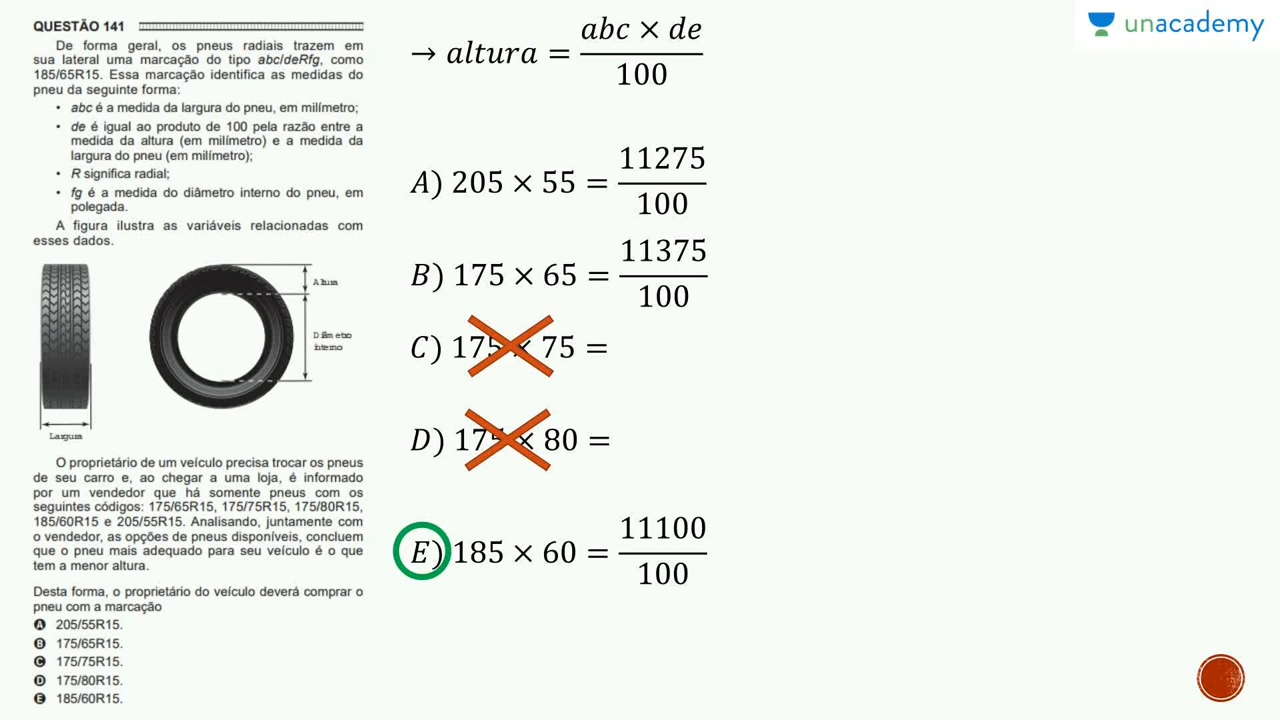 QUESTÃO 141
De forma geral, os pneus radiais trazem em
sua lateral uma marcação do tipo abc/deRfg, como
185/65R15. Essa marcação identifica as medidas do
pneu da seguinte forma:
• abc é a medida da largura do pneu, em milímetro;
• de é igual ao produto de 100 pela razão entre a
medida da altura (em milímetro) e a medida da
largura do pneu (em milímetro);
• R significa radial;
• fg é a medida do diâmetro interno do pneu, em
polegada.
A figura ilustra as variáveis relacionadas com
esses dados.
Altura
Diâmetro
interno
Largura
O proprietário de um veículo precisa trocar os pneus
de seu carro e, ao chegar a uma loja, é informado
por um vendedor que há somente pneus com os
seguintes códigos: 175/65R15, 175/75R15, 175/80R15,
185/60R15 e 205/55R15. Analisando, juntamente com
o vendedor, as opções de pneus disponíveis, concluem
que o pneu mais adequado para seu veículo é o que
tem a menor altura.
Desta forma, o proprietário do veículo deverá comprar o
pneu com a marcação
A 205/55R15.
B 175/65R15.
C 175/75R15.
D 175/80R15.
E 185/60R15.
→ altura = abc × de / 100
A) 205 × 55 = 11275 / 100
B) 175 × 65 = 11375 / 100
C) 175 × 75 =
D) 175 × 80 =
E) 185 × 60 = 11100 / 100
unacademy